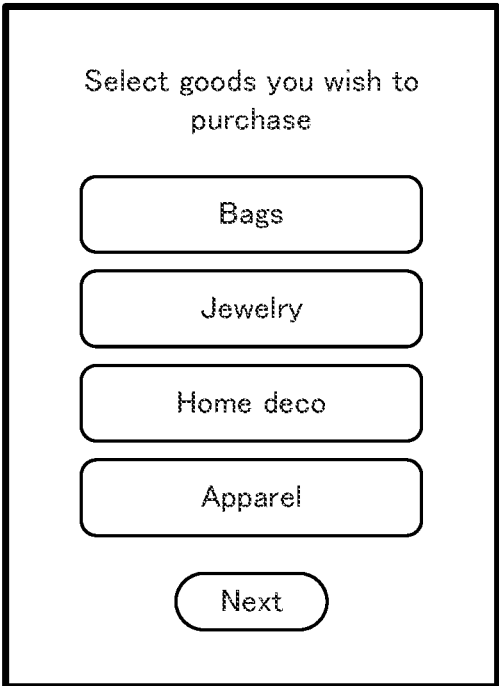 Select goods you wish to
purchase
Bags
Jewelry
Home deco
Apparel
Next